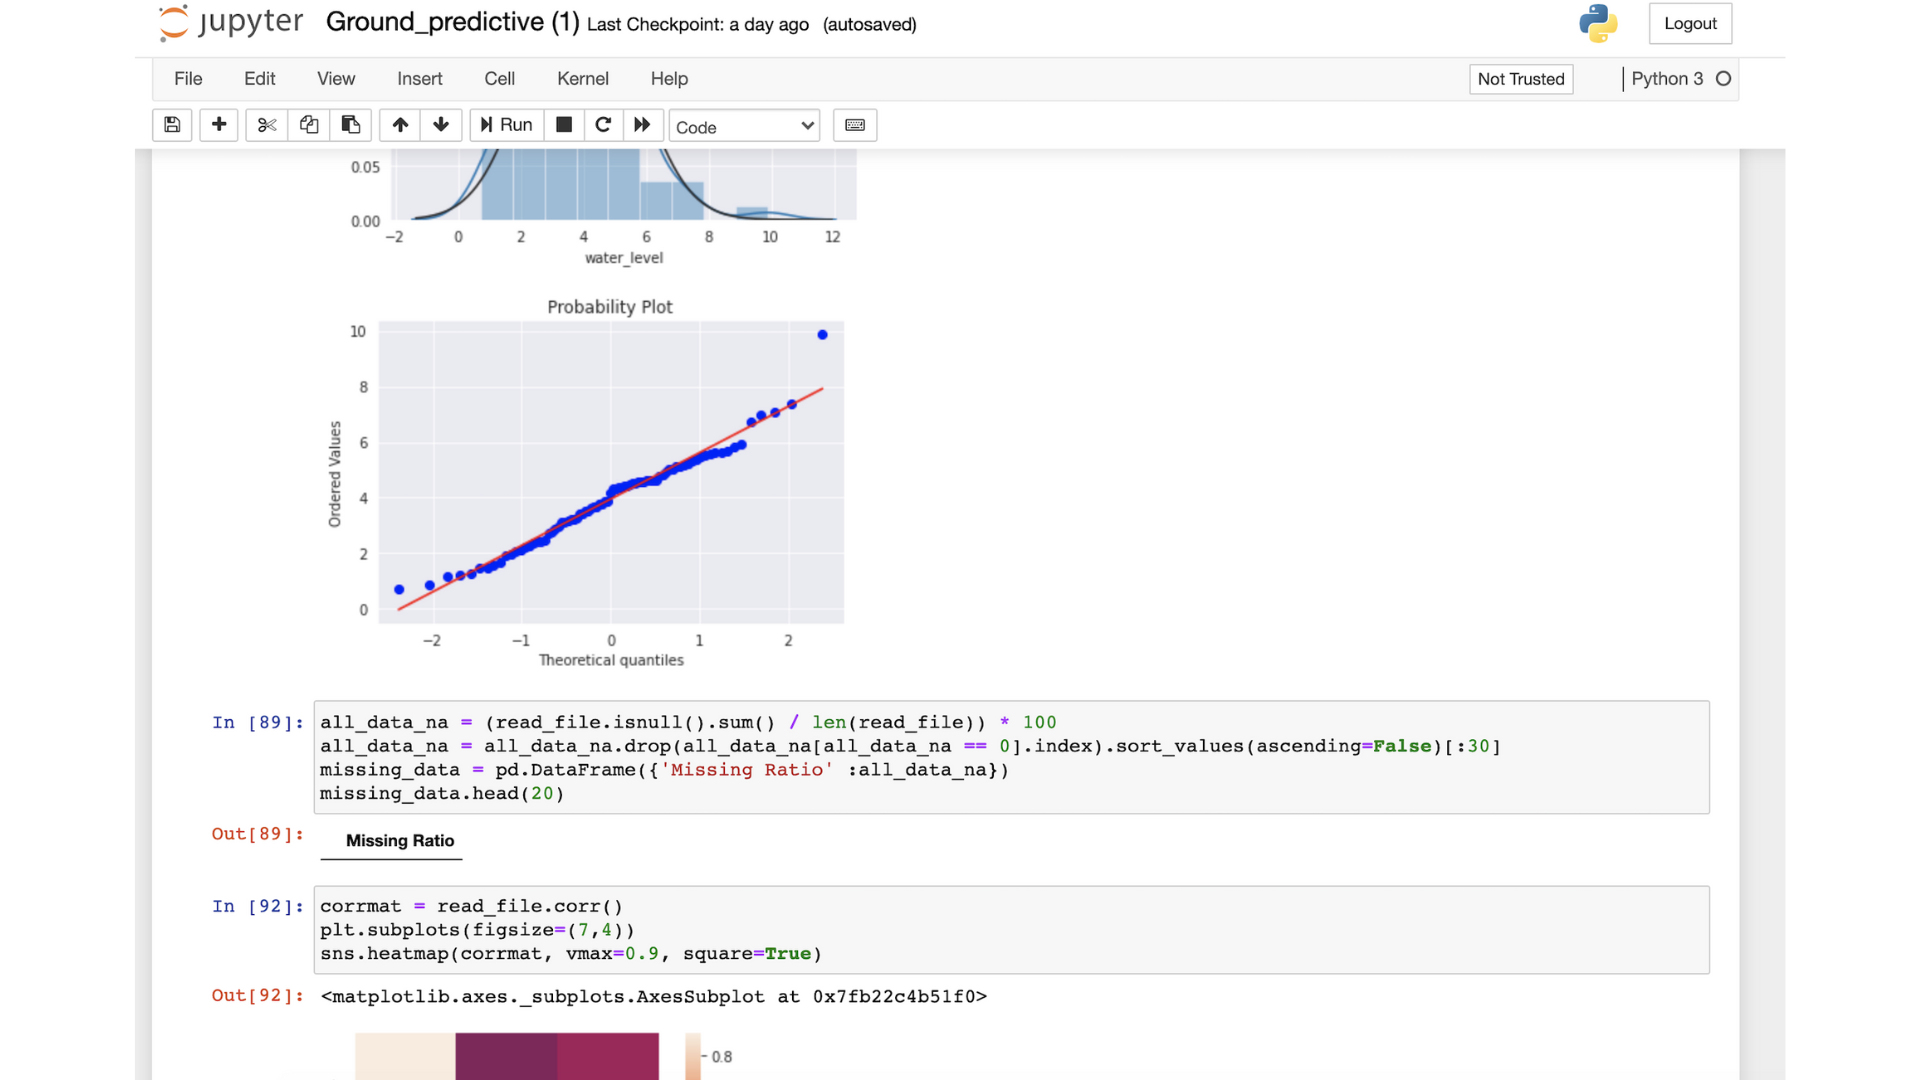 jupyter Ground_predictive (1) Last Checkpoint: a day ago (autosaved)
Logout
File Edit View Insert Cell Kernel Help
Not Trusted
Python 3
Run
Code
0.05
0.00
−2 0 2 4 6 8 10 12
water_level
Probability Plot
10
8
6
4
2
0
Ordered Values
−2 −1 0 1 2
Theoretical quantiles
In [89]:
all_data_na = (read_file.isnull().sum() / len(read_file)) * 100
all_data_na = all_data_na.drop(all_data_na[all_data_na == 0].index).sort_values(ascending=False)[:30]
missing_data = pd.DataFrame({'Missing Ratio' :all_data_na})
missing_data.head(20)
Out[89]:
Missing Ratio
In [92]:
corrmat = read_file.corr()
plt.subplots(figsize=(7,4))
sns.heatmap(corrmat, vmax=0.9, square=True)
Out[92]:
<matplotlib.axes._subplots.AxesSubplot at 0x7fb22c4b51f0>
0.8